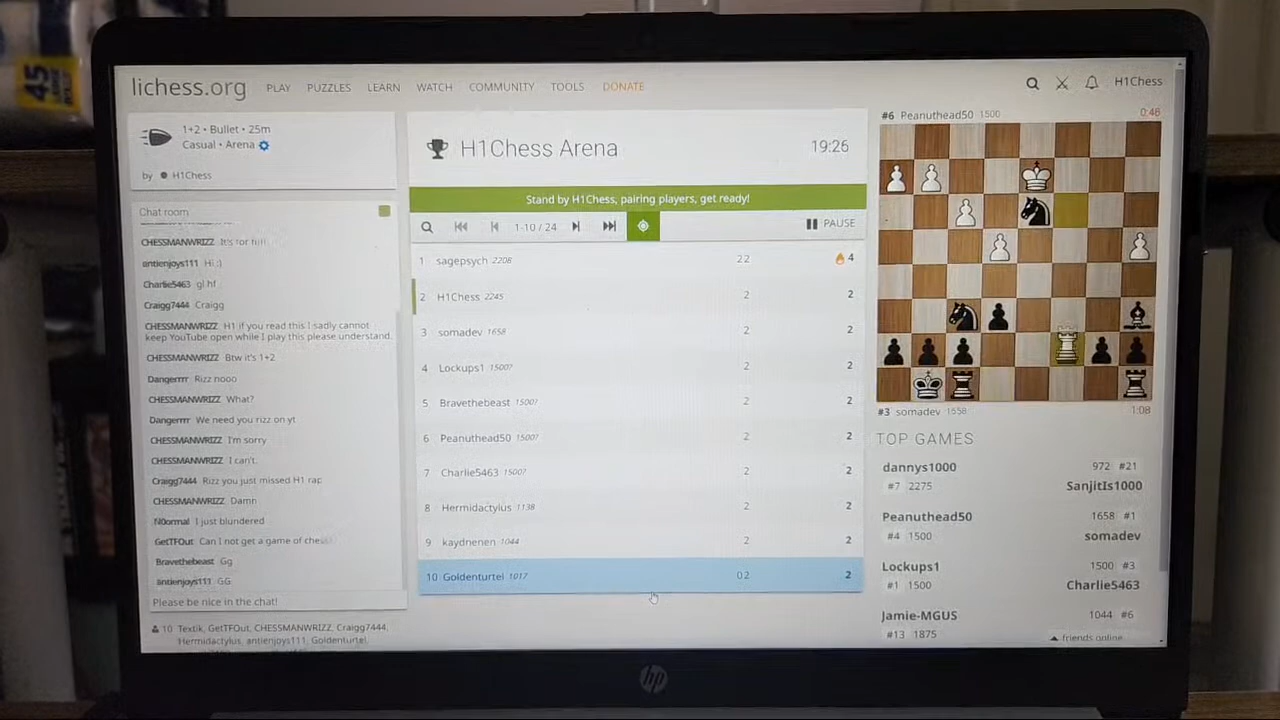 lichess.org PLAY PUZZLES LEARN WATCH COMMUNITY TOOLS DONATE H1Chess
1+2 • Bullet • 25m
Casual • Arena
by H1Chess
Chat room
CHESSMANWRIZZ It's for fun
antienjoys111 Hi :)
Charlie5463 gl hf
Craigg7444 Craigg
CHESSMANWRIZZ H1 if you read this I sadly cannot
keep YouTube open while I play this please understand.
CHESSMANWRIZZ Btw it's 1+2
Dangerrrr Rizz nooo
CHESSMANWRIZZ What?
Dangerrrr We need you rizz on yt
CHESSMANWRIZZ I'm sorry
CHESSMANWRIZZ I can't.
Craigg7444 Rizz you just missed H1 rap
CHESSMANWRIZZ Damn
N0ormal I just blundered
GetTFOut Can I not get a game of chess
Bravethebeast Gg
antienjoys111 GG
Please be nice in the chat!
10 Textik, GetTFOut, CHESSMANWRIZZ, Craigg7444,
Hermidactylus, antienjoys111, Goldenturtel,
H1Chess Arena 19:26
Stand by H1Chess, pairing players, get ready!
1-10 / 24 PAUSE
1 sagepsych 2208 22 4
2 H1Chess 2245 2 2
3 somadev 1658 2 2
4 Lockups1 1500? 2 2
5 Bravethebeast 1500? 2 2
6 Peanuthead50 1500? 2 2
7 Charlie5463 1500? 2 2
8 Hermidactylus 1138 2 2
9 kaydnenen 1044 2 2
10 Goldenturtel 1017 02 2
#6 Peanuthead50 1500 0:46
#3 somadev 1658 1:08
TOP GAMES
dannys1000 972 #21
#7 2275 SanjitIs1000
Peanuthead50 1658 #1
#4 1500 somadev
Lockups1 1500 #3
#1 1500 Charlie5463
Jamie-MGUS 1044 #6
#13 1875
friends online
hp
45